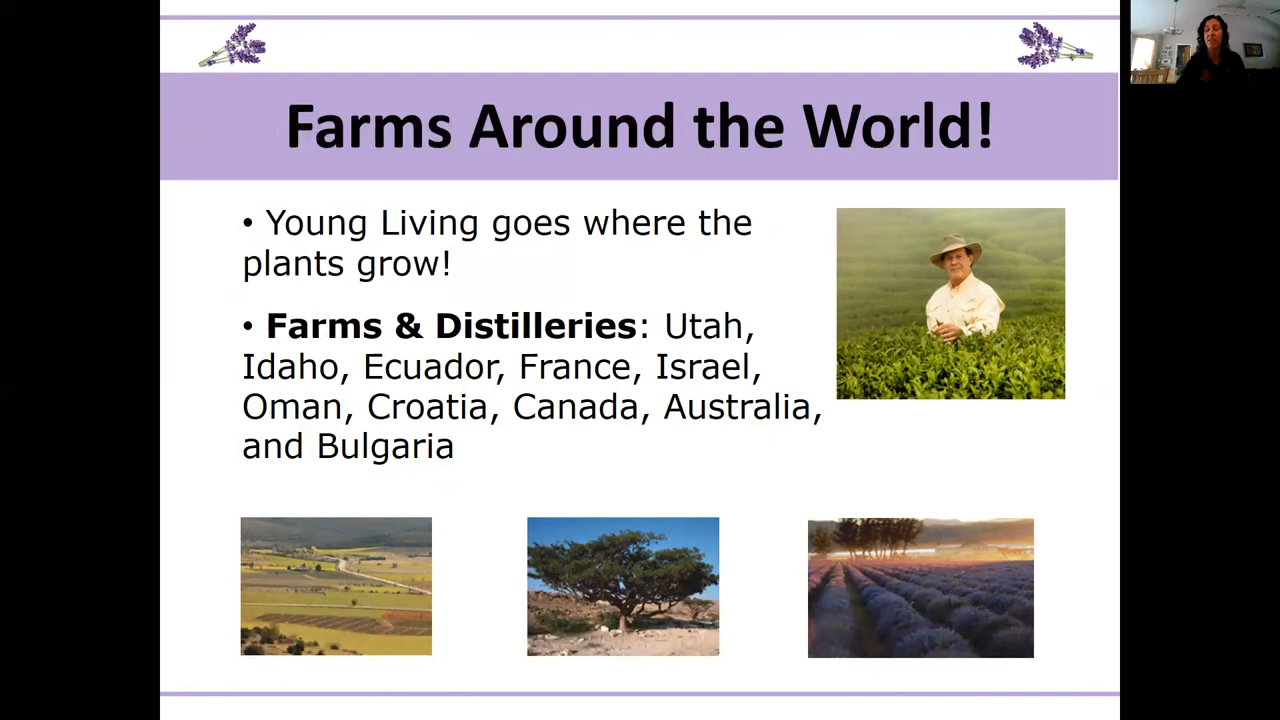 Farms Around the World!
• Young Living goes where the
plants grow!
• Farms & Distilleries: Utah,
Idaho, Ecuador, France, Israel,
Oman, Croatia, Canada, Australia,
and Bulgaria